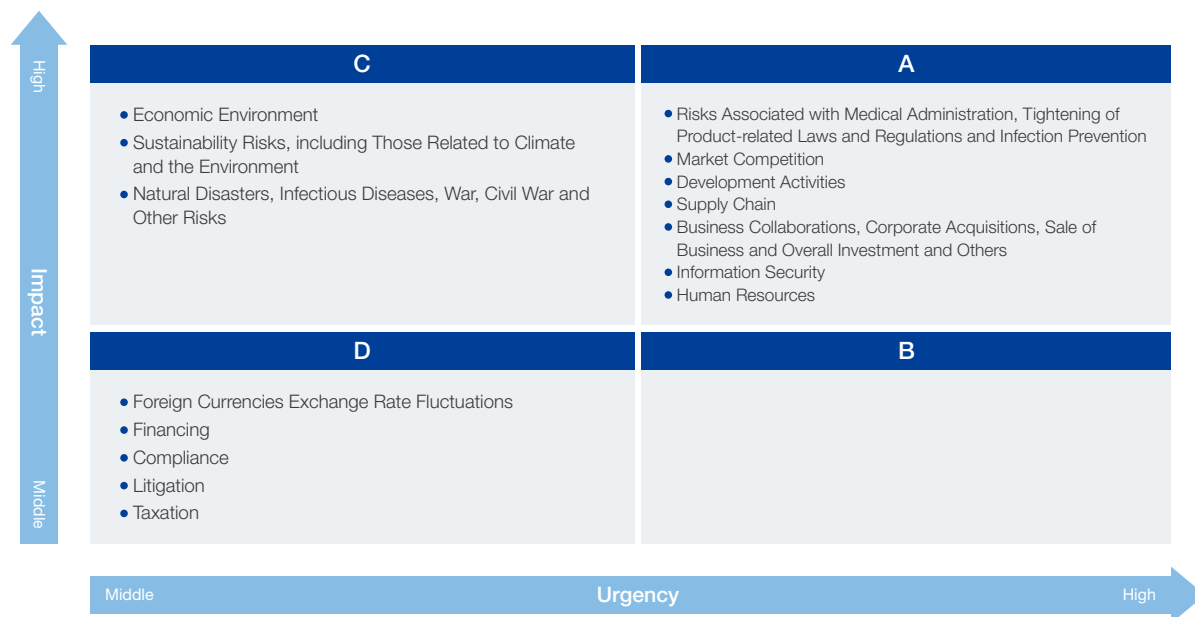 High
Impact
Middle
C
• Economic Environment
• Sustainability Risks, including Those Related to Climate
and the Environment
• Natural Disasters, Infectious Diseases, War, Civil War and
Other Risks
A
• Risks Associated with Medical Administration, Tightening of
Product-related Laws and Regulations and Infection Prevention
• Market Competition
• Development Activities
• Supply Chain
• Business Collaborations, Corporate Acquisitions, Sale of
Business and Overall Investment and Others
• Information Security
• Human Resources
D
• Foreign Currencies Exchange Rate Fluctuations
• Financing
• Compliance
• Litigation
• Taxation
B
Middle
Urgency
High